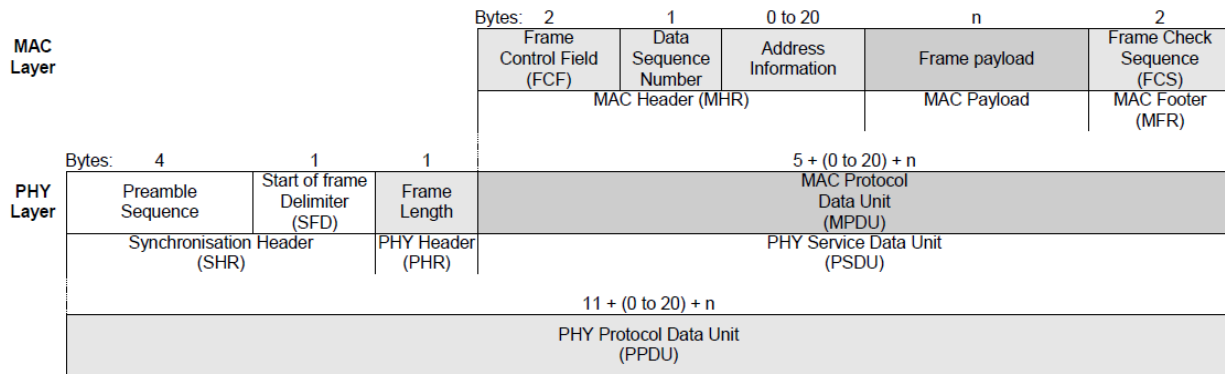 Bytes: 2 1 0 to 20 n 2
MAC
Layer
Frame
Control Field
(FCF)
Data
Sequence
Number
Address
Information
Frame payload
Frame Check
Sequence
(FCS)
MAC Header (MHR)
MAC Payload
MAC Footer
(MFR)
Bytes: 4 1 1 5 + (0 to 20) + n
PHY
Layer
Preamble
Sequence
Start of frame
Delimiter
(SFD)
Frame
Length
MAC Protocol
Data Unit
(MPDU)
Synchronisation Header
(SHR)
PHY Header
(PHR)
PHY Service Data Unit
(PSDU)
11 + (0 to 20) + n
PHY Protocol Data Unit
(PPDU)